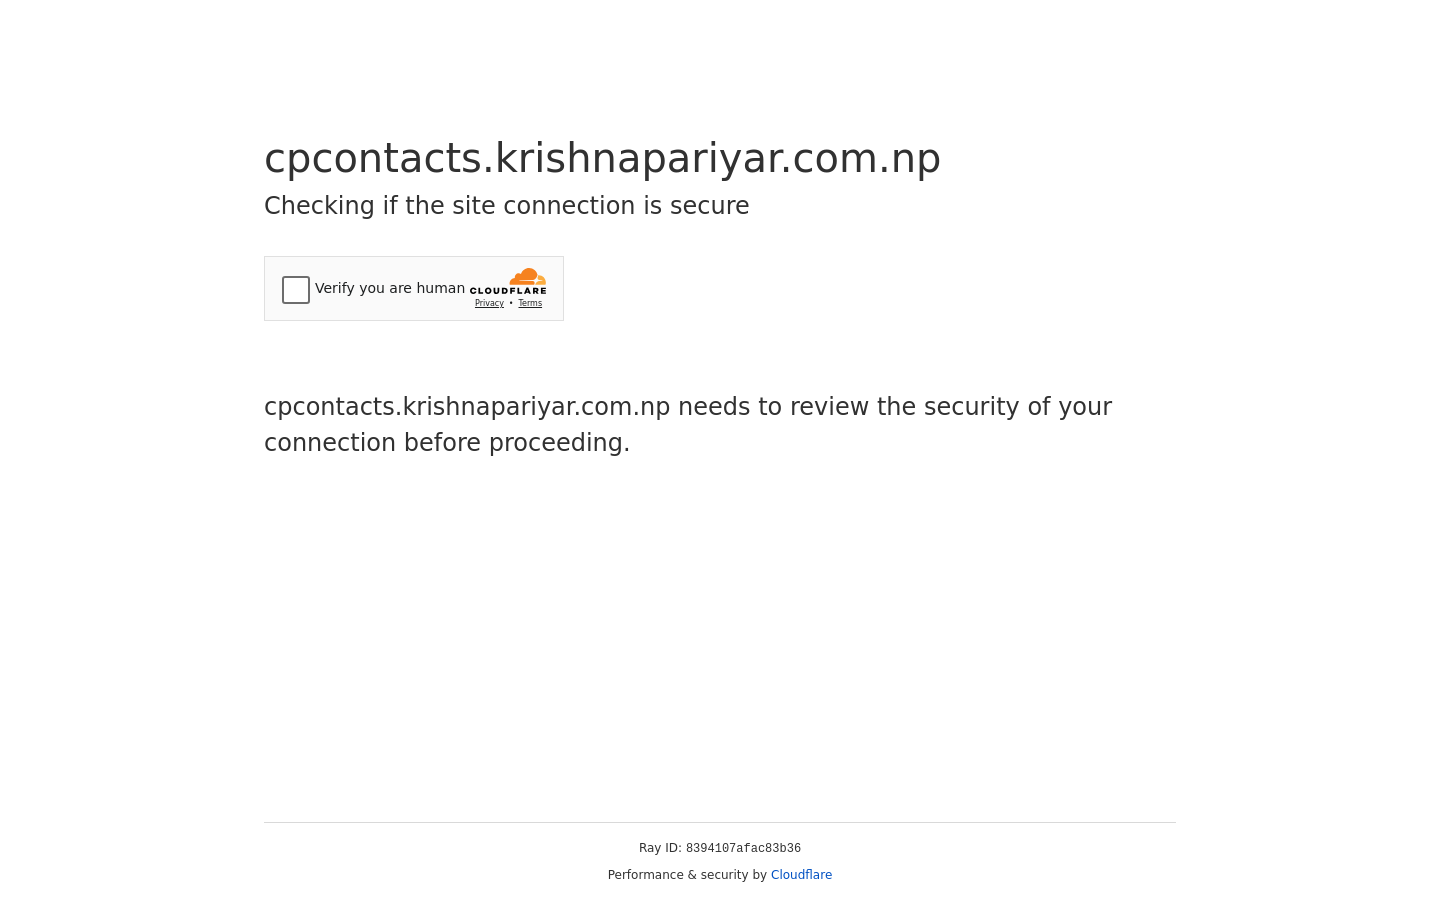 cpcontacts.krishnapariyar.com.np
Checking if the site connection is secure
Verify you are human
CLOUDFLARE
Privacy • Terms
cpcontacts.krishnapariyar.com.np needs to review the security of your
connection before proceeding.
Ray ID: 8394107afac83b36
Performance & security by Cloudflare